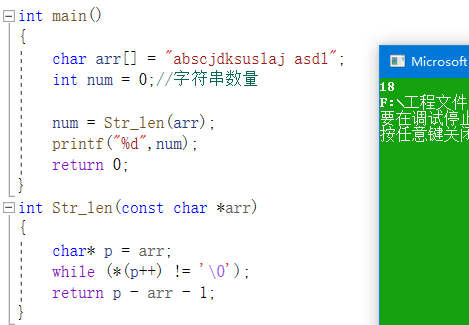 int main()
{
char arr[] = "abscjdksuslaj asdl";
int num = 0;//字符串数量
num = Str_len(arr);
printf("%d",num);
return 0;
}
int Str_len(const char *arr)
{
char* p = arr;
while (*(p++) != '\0');
return p - arr - 1;
}
Microsoft
18
F:\工程文件
要在调试停止
按任意键关闭